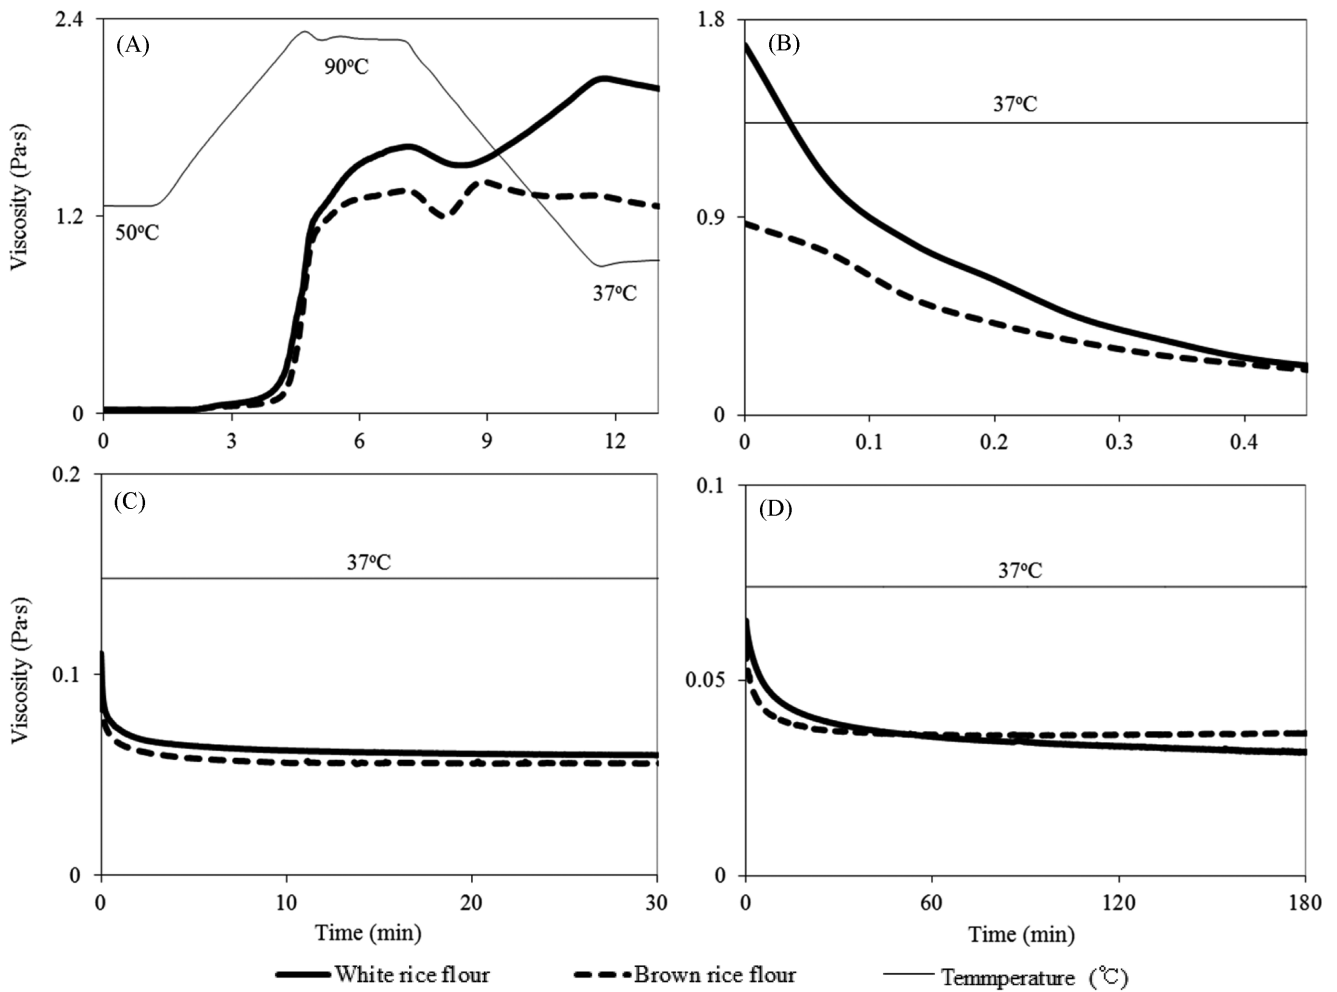 2.4
(A)
90ºC
Viscosity (Pa·s)
1.2
50ºC
37ºC
0
0 3 6 9 12
1.8
(B)
37ºC
0.9
0
0 0.1 0.2 0.3 0.4
0.2
(C)
37ºC
Viscosity (Pa·s)
0.1
0
0 10 20 30
Time (min)
0.1
(D)
37ºC
0.05
0
0 60 120 180
Time (min)
White rice flour Brown rice flour Temmperature (℃)